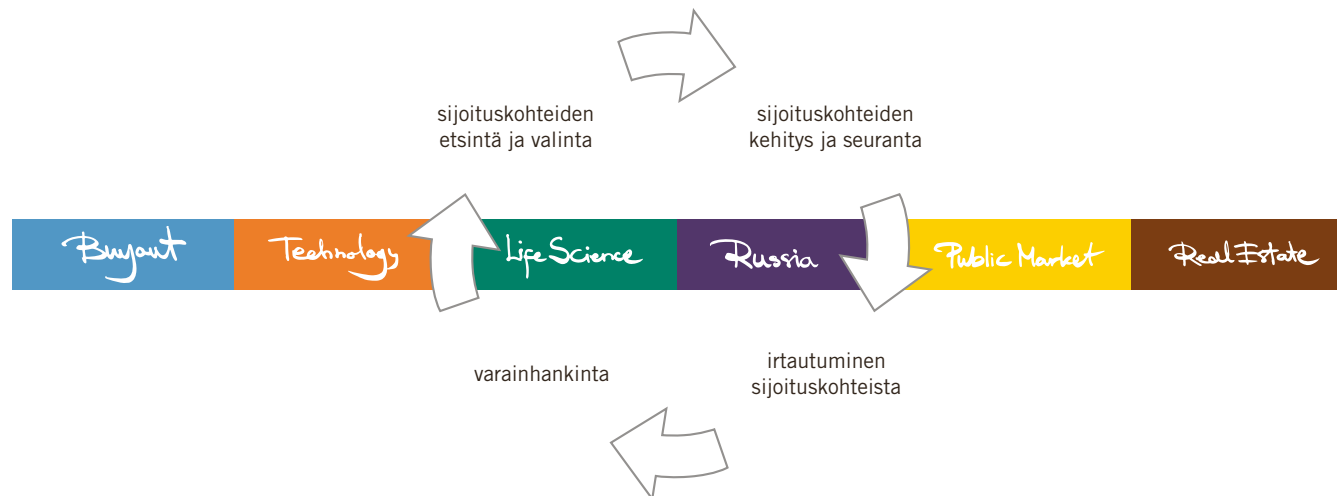 sijoituskohteiden
etsintä ja valinta
sijoituskohteiden
kehitys ja seuranta
Buyout
Technology
Life Science
Russia
Public Market
Real Estate
varainhankinta
irtautuminen
sijoituskohteista